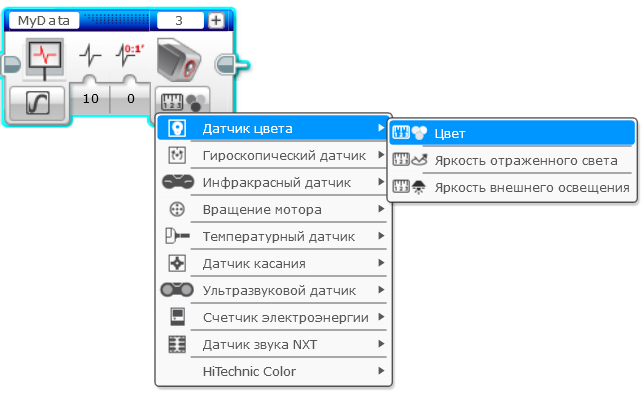 MyData 3 +
0:1'
10 0
Датчик цвета
Гироскопический датчик
Инфракрасный датчик
Вращение мотора
Температурный датчик
Датчик касания
Ультразвуковой датчик
Счетчик электроэнергии
Датчик звука NXT
HiTechnic Color
Цвет
Яркость отраженного света
Яркость внешнего освещения